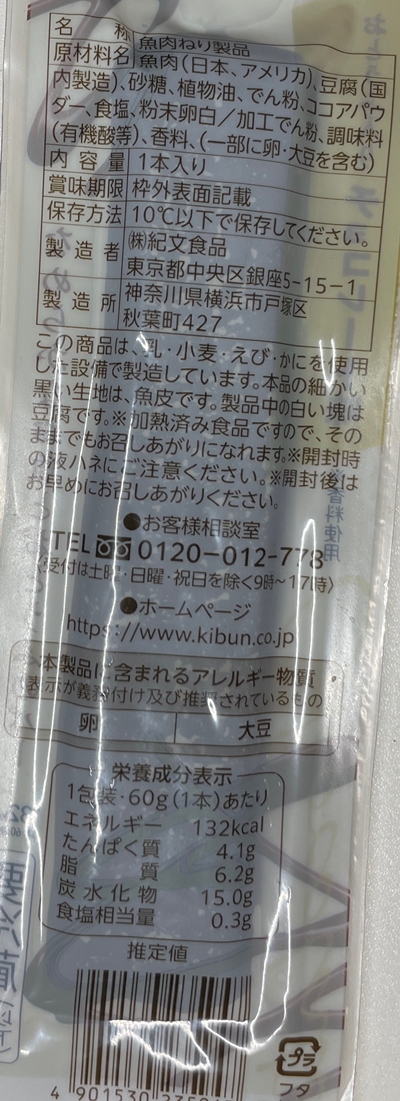 名 称 魚肉ねり製品
原材料名 魚肉(日本、アメリカ)、豆腐(国
内製造)、砂糖、植物油、でん粉、ココアパウ
ダー、食塩、粉末卵白/加工でん粉、調味料
(有機酸等)、香料、(一部に卵・大豆を含む)
内容量 1本入り
賞味期限 枠外表面記載
保存方法 10℃以下で保存してください。
製造者 ㈱紀文食品
東京都中央区銀座5-15-1
製造所 神奈川県横浜市戸塚区
秋葉町427
この商品は、乳・小麦・えび・かにを使用
した設備で製造しています。本品の細かい
黒い生地は、魚皮です。製品中の白い塊は
豆腐です。※加熱済み食品ですので、その
ままでもお召しあがりになれます。※開封時
の液ハネにご注意ください。※開封後は
お早めにお召しあがりください。
●お客様相談室
TEL 0120-012-778
〈受付は土曜・日曜・祝日を除く9時~17時〉
●ホームページ
https://www.kibun.co.jp
本製品に含まれるアレルギー物質
表示が義務付け及び推奨されているもの
卵 大豆
栄養成分表示
1包装・60g(1本)あたり
エネルギー 132kcal
たんぱく質 4.1g
脂質 6.2g
炭水化物 15.0g
食塩相当量 0.3g
推定値
プラ
フタ
4 901530